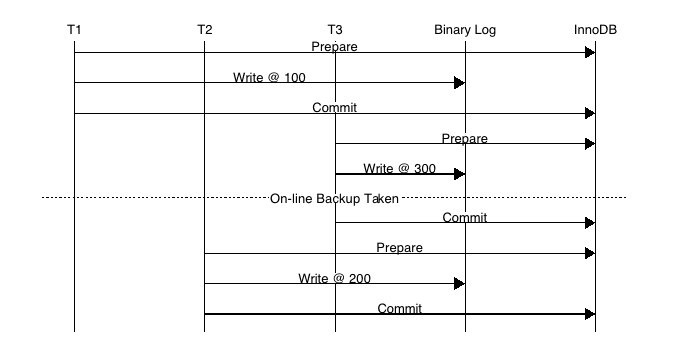 T1 T2 T3 Binary Log InnoDB
Prepare
Write @ 100
Commit
Prepare
Write @ 300
On-line Backup Taken
Commit
Prepare
Write @ 200
Commit